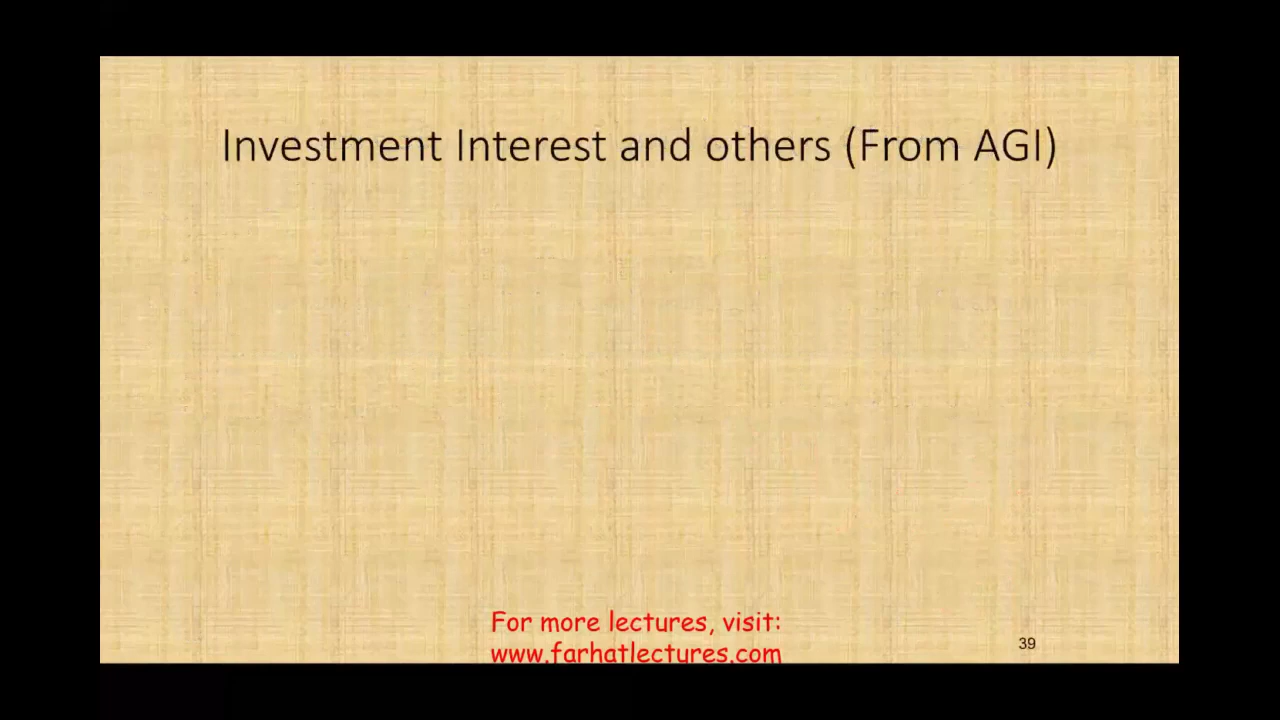 Investment Interest and others (From AGI)
For more lectures, visit:
www.farhatlectures.com
39